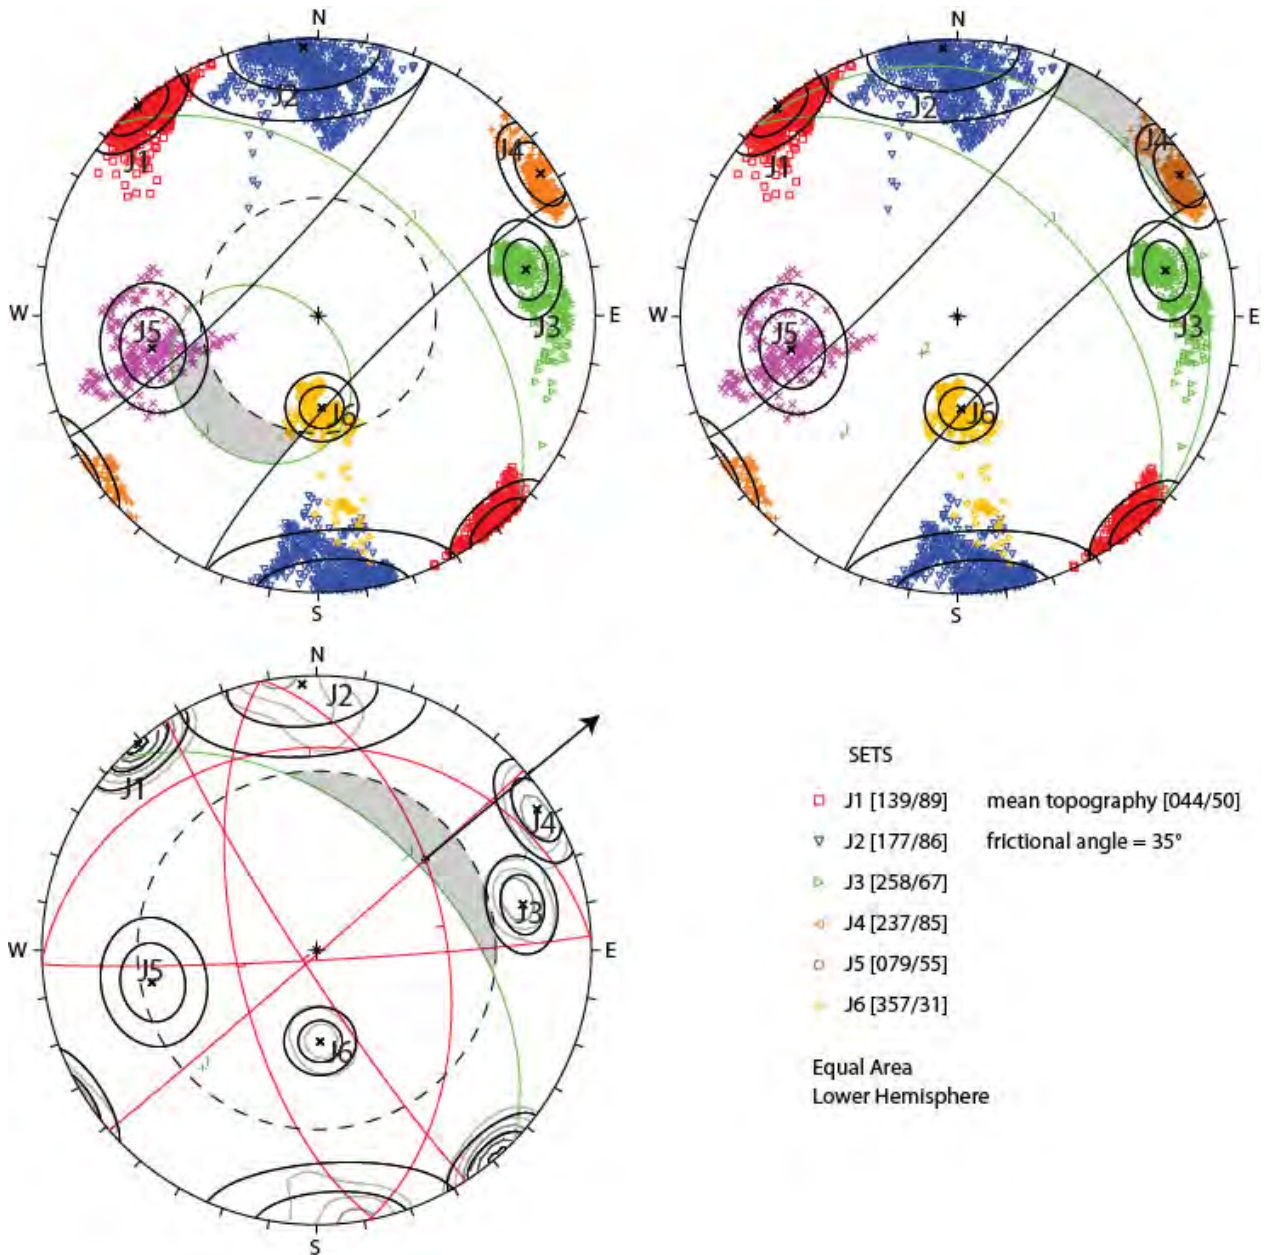 N
N
J1
J2
J4
J3
J5
J6
W
E
S
J1
J2
J4
J3
J5
J6
W
E
S
N
J1
J2
J4
J3
J5
J6
W
E
S
SETS
J1 [139/89] mean topography [044/50]
J2 [177/86] frictional angle = 35°
J3 [258/67]
J4 [237/85]
J5 [079/55]
J6 [357/31]
Equal Area
Lower Hemisphere